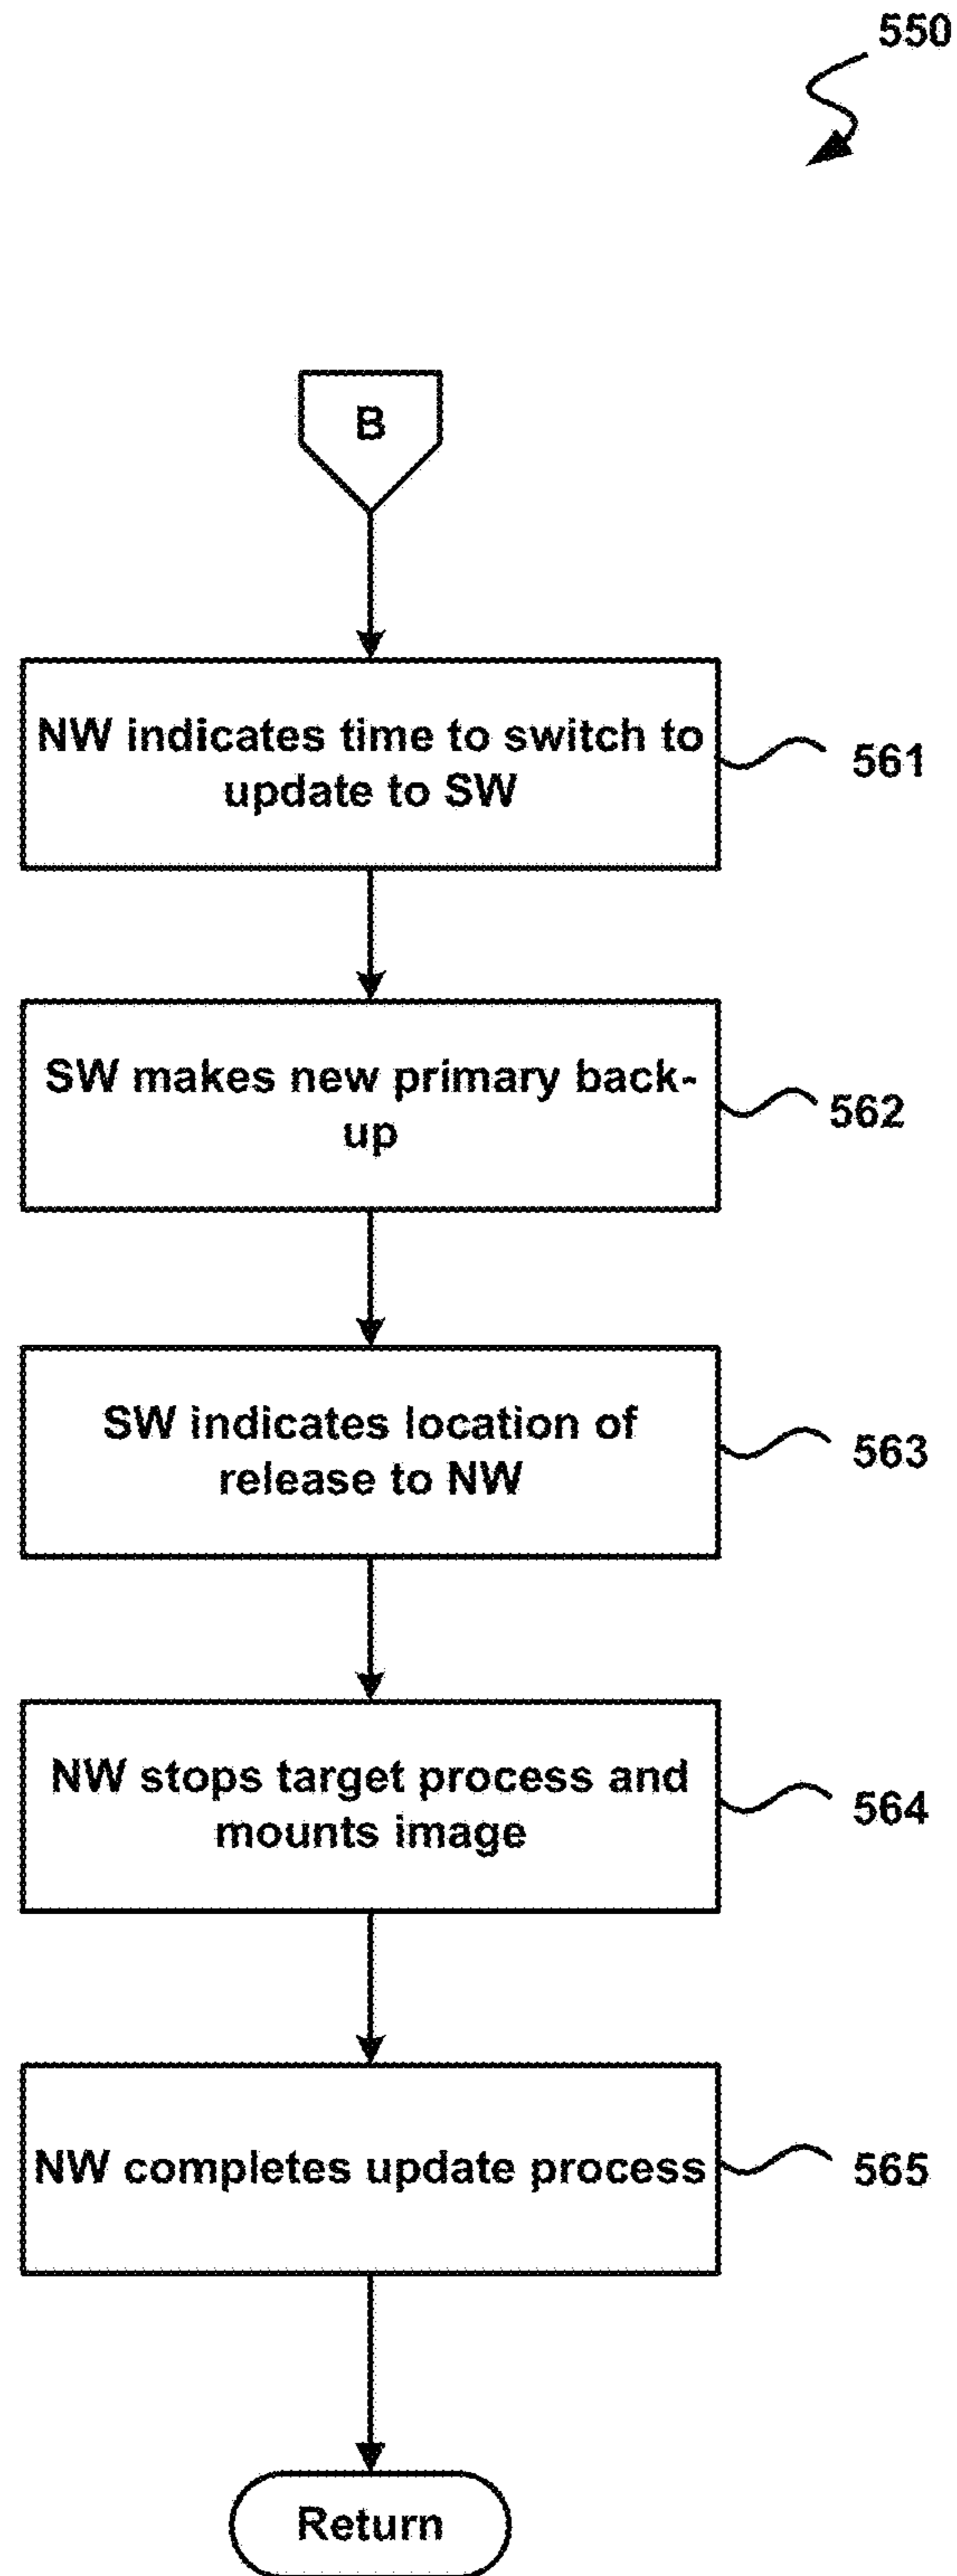 550
B
NW indicates time to switch to
update to SW
561
SW makes new primary back-
up
562
SW indicates location of
release to NW
563
NW stops target process and
mounts image
564
NW completes update process
565
Return